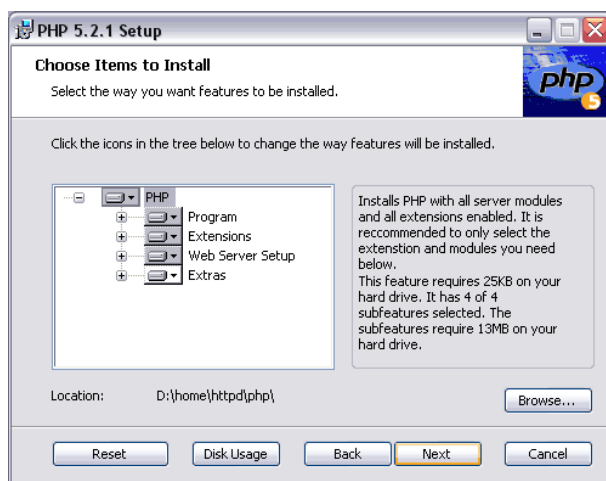 PHP 5.2.1 Setup
Choose Items to Install
Select the way you want features to be installed.
php
5
Click the icons in the tree below to change the way features will be installed.
PHP
Program
Extensions
Web Server Setup
Extras
Installs PHP with all server modules
and all extensions enabled. It is
reccommended to only select the
extenstion and modules you need
below.
This feature requires 25KB on your
hard drive. It has 4 of 4
subfeatures selected. The
subfeatures require 13MB on your
hard drive.
Location: D:\home\httpd\php\
Browse...
Reset Disk Usage Back Next Cancel